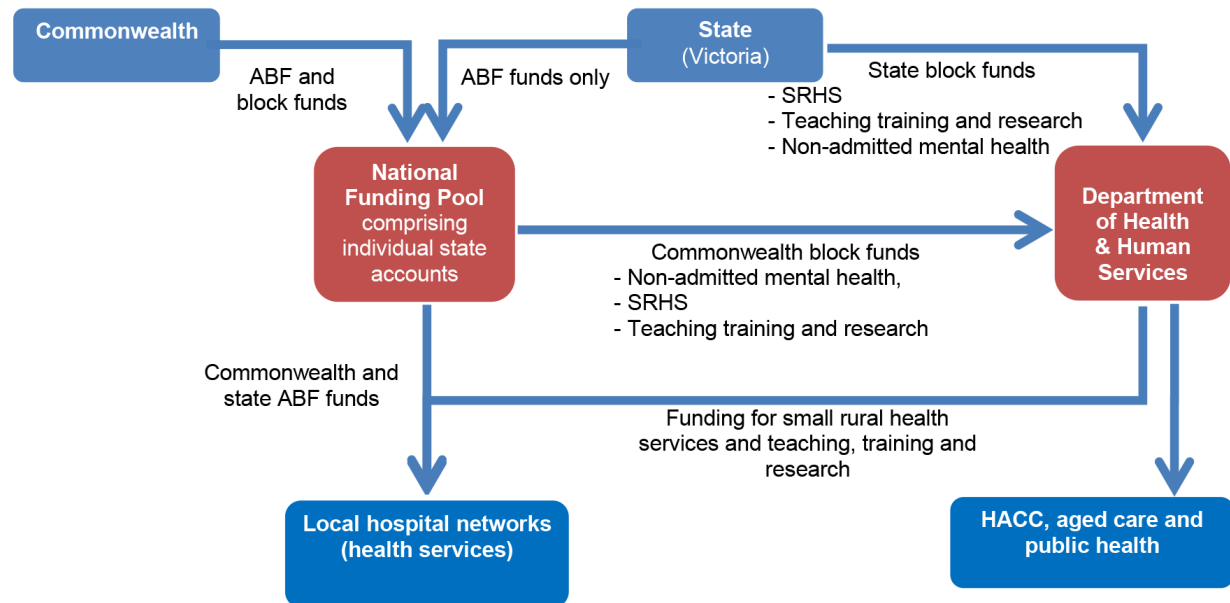 Commonwealth
State
(Victoria)
ABF and
block funds
ABF funds only
State block funds
- SRHS
- Teaching training and research
- Non-admitted mental health
National
Funding Pool
comprising
individual state
accounts
Department
of Health
& Human
Services
Commonwealth block funds
- Non-admitted mental health,
- SRHS
- Teaching training and research
Commonwealth and
state ABF funds
Funding for small rural health
services and teaching, training and
research
Local hospital networks
(health services)
HACC, aged care and
public health